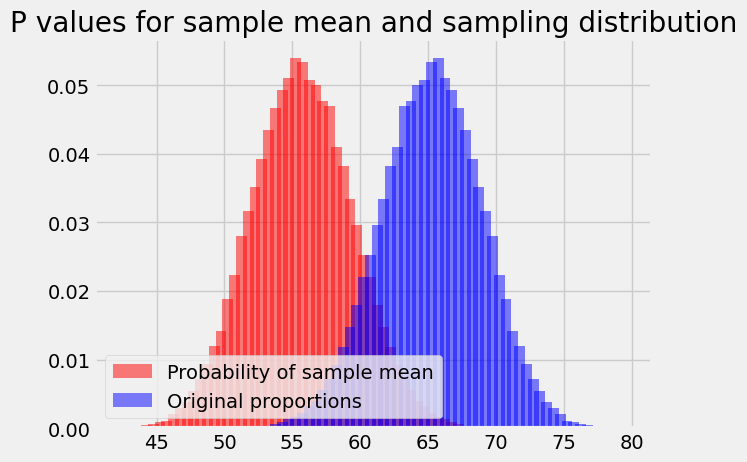 P values for sample mean and sampling distribution
0.05
0.04
0.03
0.02
0.01
0.00
Probability of sample mean
Original proportions
45 50 55 60 65 70 75 80